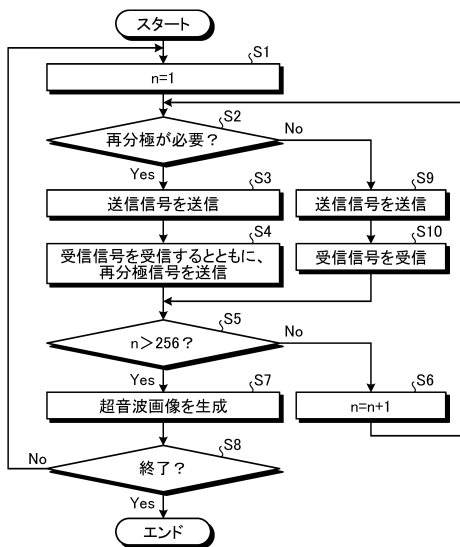 スタート
S1
n=1
S2
再分極が必要？
No
Yes
S3
送信信号を送信
S9
送信信号を送信
S4
受信信号を受信するとともに、
再分極信号を送信
S10
受信信号を受信
S5
n＞256？
No
Yes
S7
超音波画像を生成
S6
n=n+1
S8
終了？
No
Yes
エンド